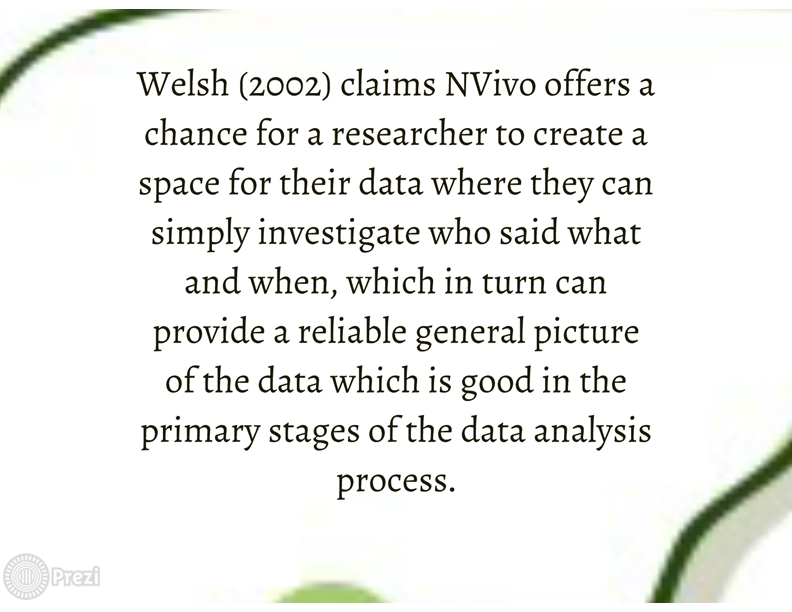 Welsh (2002) claims NVivo offers a
chance for a researcher to create a
space for their data where they can
simply investigate who said what
and when, which in turn can
provide a reliable general picture
of the data which is good in the
primary stages of the data analysis
process.
Prezi